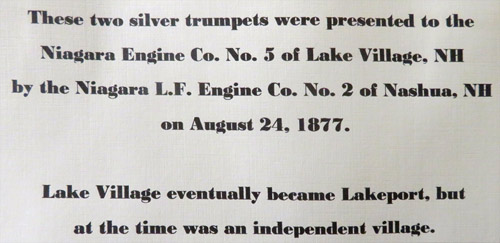 These two silver trumpets were presented to the
Niagara Engine Co. No. 5 of Lake Village, NH
by the Niagara L.F. Engine Co. No. 2 of Nashua, NH
on August 24, 1877.
Lake Village eventually became Lakeport, but
at the time was an independent village.